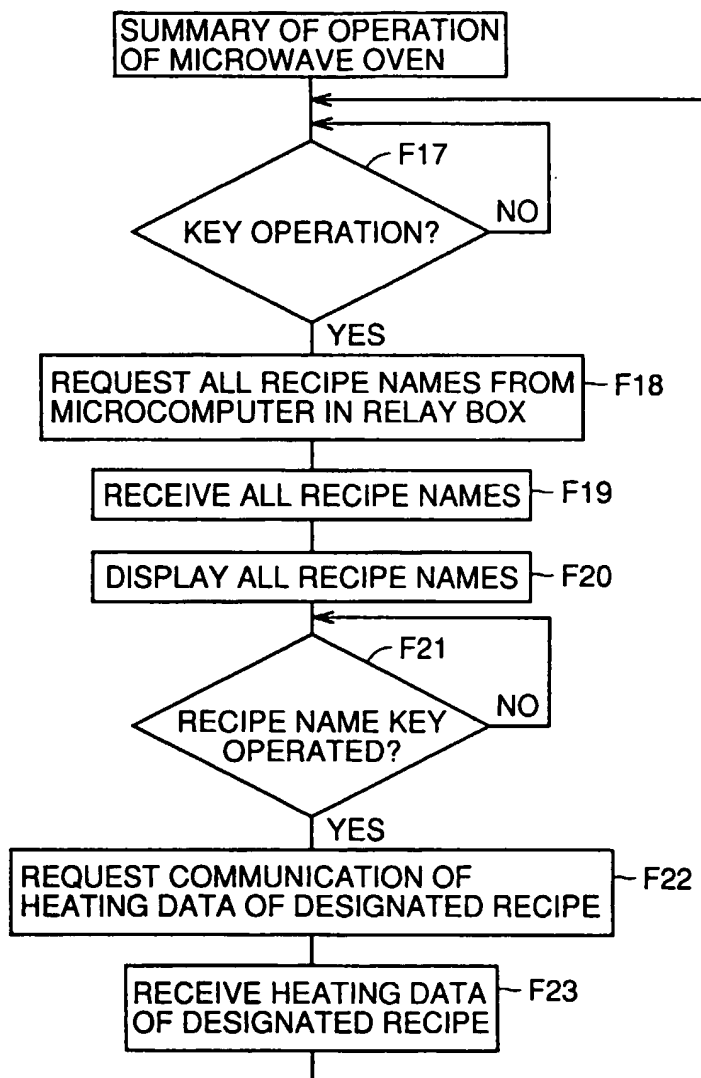 SUMMARY OF OPERATION
OF MICROWAVE OVEN
F17
NO
KEY OPERATION?
YES
REQUEST ALL RECIPE NAMES FROM
MICROCOMPUTER IN RELAY BOX
F18
RECEIVE ALL RECIPE NAMES
F19
DISPLAY ALL RECIPE NAMES
F20
F21
NO
RECIPE NAME KEY
OPERATED?
YES
REQUEST COMMUNICATION OF
HEATING DATA OF DESIGNATED RECIPE
F22
RECEIVE HEATING DATA
OF DESIGNATED RECIPE
F23